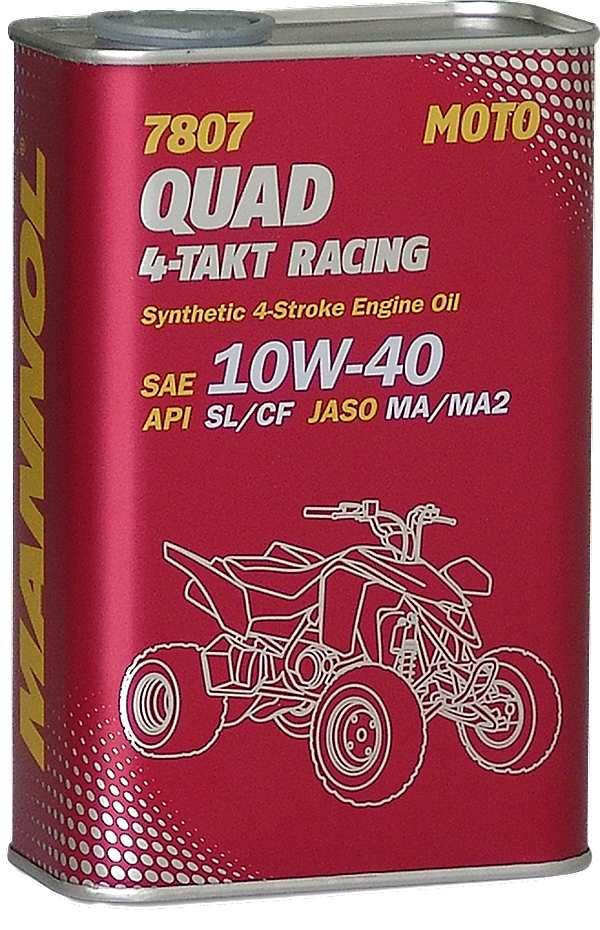 7807
MOTO
QUAD
4-TAKT RACING
Synthetic 4-Stroke Engine Oil
SAE 10W-40
API SL/CF JASO MA/MA2
MANNOL®